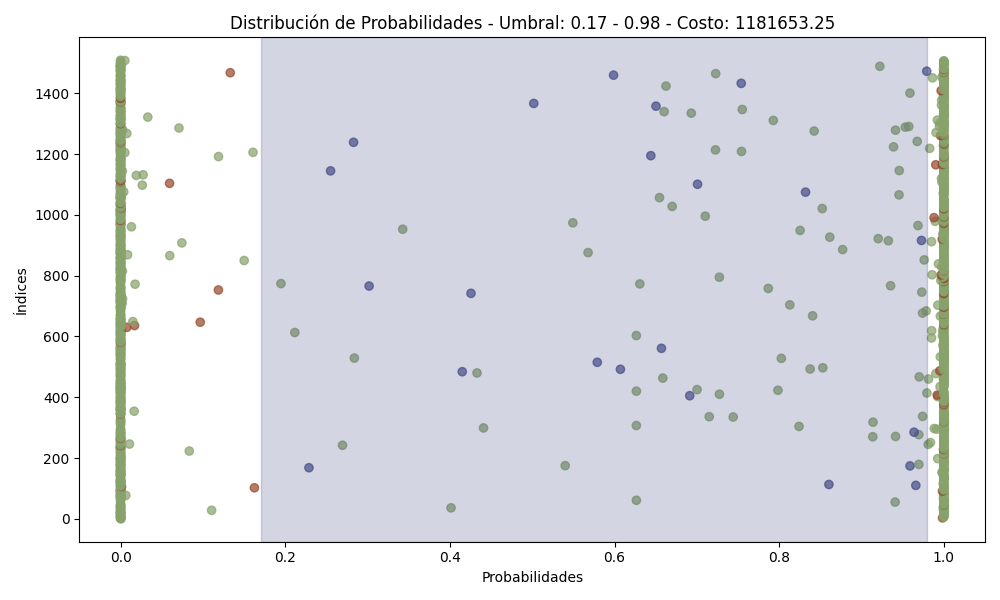 Distribución de Probabilidades - Umbral: 0.17 - 0.98 - Costo: 1181653.25
Índices
1400
1200
1000
800
600
400
200
0
0.0 0.2 0.4 0.6 0.8 1.0
Probabilidades